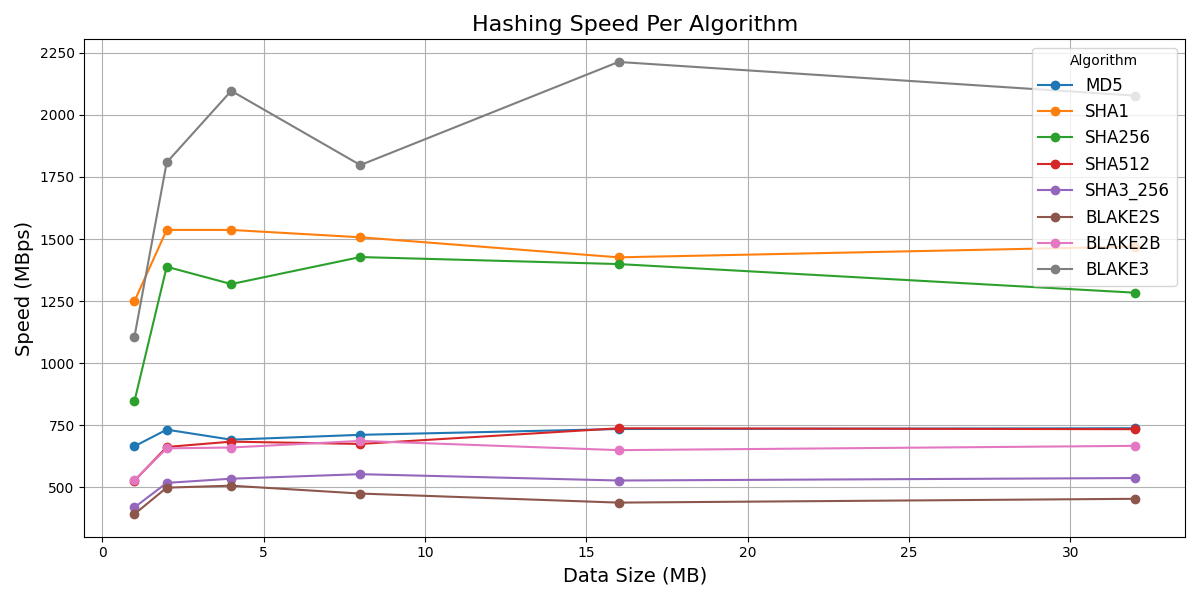 Hashing Speed Per Algorithm
Speed (MBps)
2250
2000
1750
1500
1250
1000
750
500
0 5 10 15 20 25 30
Data Size (MB)
Algorithm
MD5
SHA1
SHA256
SHA512
SHA3_256
BLAKE2S
BLAKE2B
BLAKE3